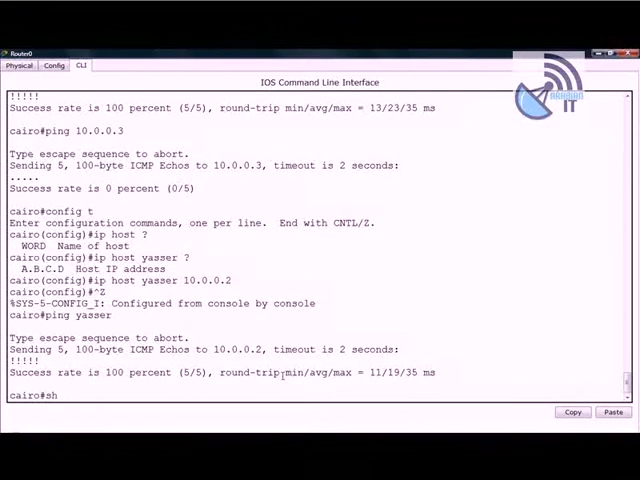 Router0
Physical Config CLI
IOS Command Line Interface
!!!!!
Success rate is 100 percent (5/5), round-trip min/avg/max = 13/23/35 ms
cairo#ping 10.0.0.3
Type escape sequence to abort.
Sending 5, 100-byte ICMP Echos to 10.0.0.3, timeout is 2 seconds:
.....
Success rate is 0 percent (0/5)
cairo#config t
Enter configuration commands, one per line.  End with CNTL/Z.
cairo(config)#ip host ?
  WORD  Name of host
cairo(config)#ip host yasser ?
  A.B.C.D  Host IP address
cairo(config)#ip host yasser 10.0.0.2
cairo(config)#^Z
%SYS-5-CONFIG_I: Configured from console by console
cairo#ping yasser
Type escape sequence to abort.
Sending 5, 100-byte ICMP Echos to 10.0.0.2, timeout is 2 seconds:
!!!!!
Success rate is 100 percent (5/5), round-trip min/avg/max = 11/19/35 ms
cairo#sh
Copy Paste
IT